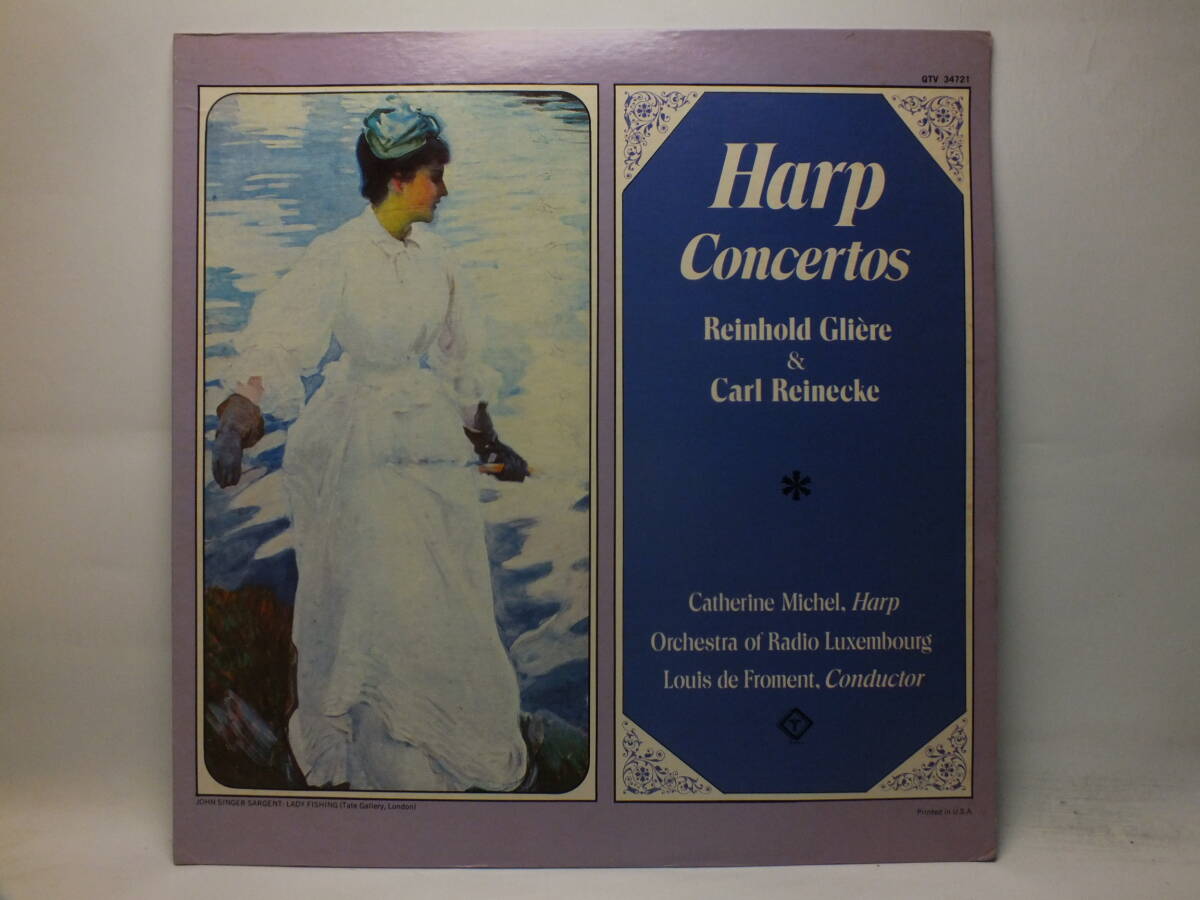 QTV 34721
Harp
Concertos
Reinhold Glière
&
Carl Reinecke
*
Catherine Michel, Harp
Orchestra of Radio Luxembourg
Louis de Froment, Conductor
JOHN SINGER SARGENT: LADY FISHING (Tate Gallery, London)
Printed in U.S.A.